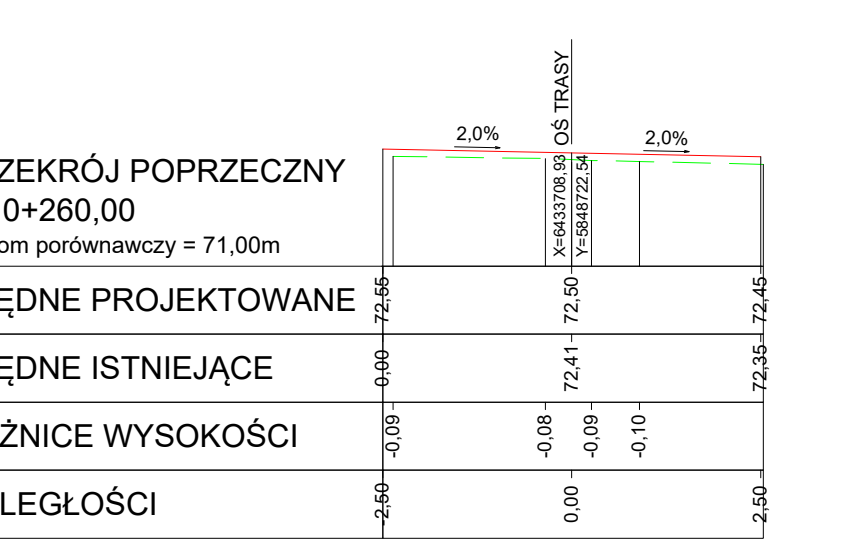 OŚ TRASY
X=6433708,93
Y=5848722,54
2,0%
2,0%
ZEKRÓJ POPRZECZNY
0+260,00
om porównawczy = 71,00m
ĘDNE PROJEKTOWANE 72,55 72,50 72,45
ĘDNE ISTNIEJĄCE 0,00 72,41 72,35
ŻNICE WYSOKOŚCI -0,09 -0,08 -0,09 -0,10
LEGŁOŚCI -2,50 0,00 2,50